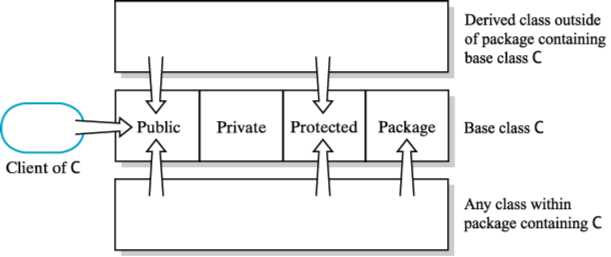 Derived class outside
of package containing
base class C
Public
Private
Protected
Package
Base class C
Client of C
Any class within
package containing C